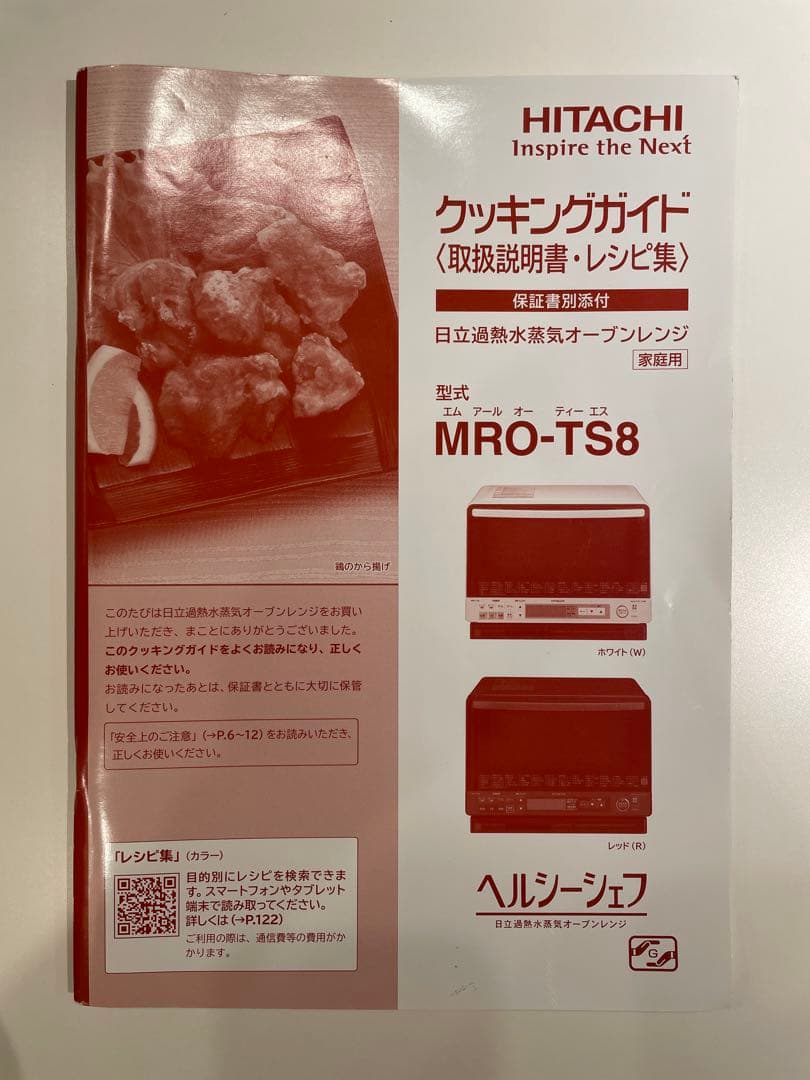 HITACHI
Inspire the Next
クッキングガイド
〈取扱説明書・レシピ集〉
保証書別添付
日立過熱水蒸気オーブンレンジ
家庭用
型式
エム アール オー ティー エス
MRO-TS8
鶏のから揚げ
このたびは日立過熱水蒸気オーブンレンジをお買い
上げいただき、まことにありがとうございました。
このクッキングガイドをよくお読みになり、正しく
お使いください。
お読みになったあとは、保証書とともに大切に保管
してください。
「安全上のご注意」(→P.6〜12)をお読みいただき、
正しくお使いください。
ホワイト(W)
レッド(R)
「レシピ集」(カラー)
目的別にレシピを検索できま
す。スマートフォンやタブレット
端末で読み取ってください。
詳しくは(→P.122)
ご利用の際は、通信費等の費用がか
かります。
ヘルシーシェフ
日立過熱水蒸気オーブンレンジ
G